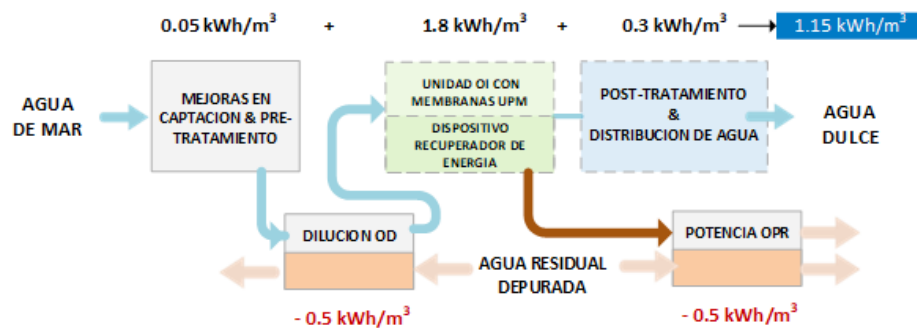 0.05 kWh/m³ + 1.8 kWh/m³ + 0.3 kWh/m³ 1.15 kWh/m³
AGUA
DE MAR
MEJORAS EN
CAPTACION & PRE-
TRATAMIENTO
UNIDAD OI CON
MEMBRANAS UPM
DISPOSITIVO
RECUPERADOR DE
ENERGIA
POST-TRATAMIENTO
&
DISTRIBUCION DE AGUA
AGUA
DULCE
DILUCION OD
AGUA RESIDUAL
DEPURADA
POTENCIA OPR
- 0.5 kWh/m³
- 0.5 kWh/m³